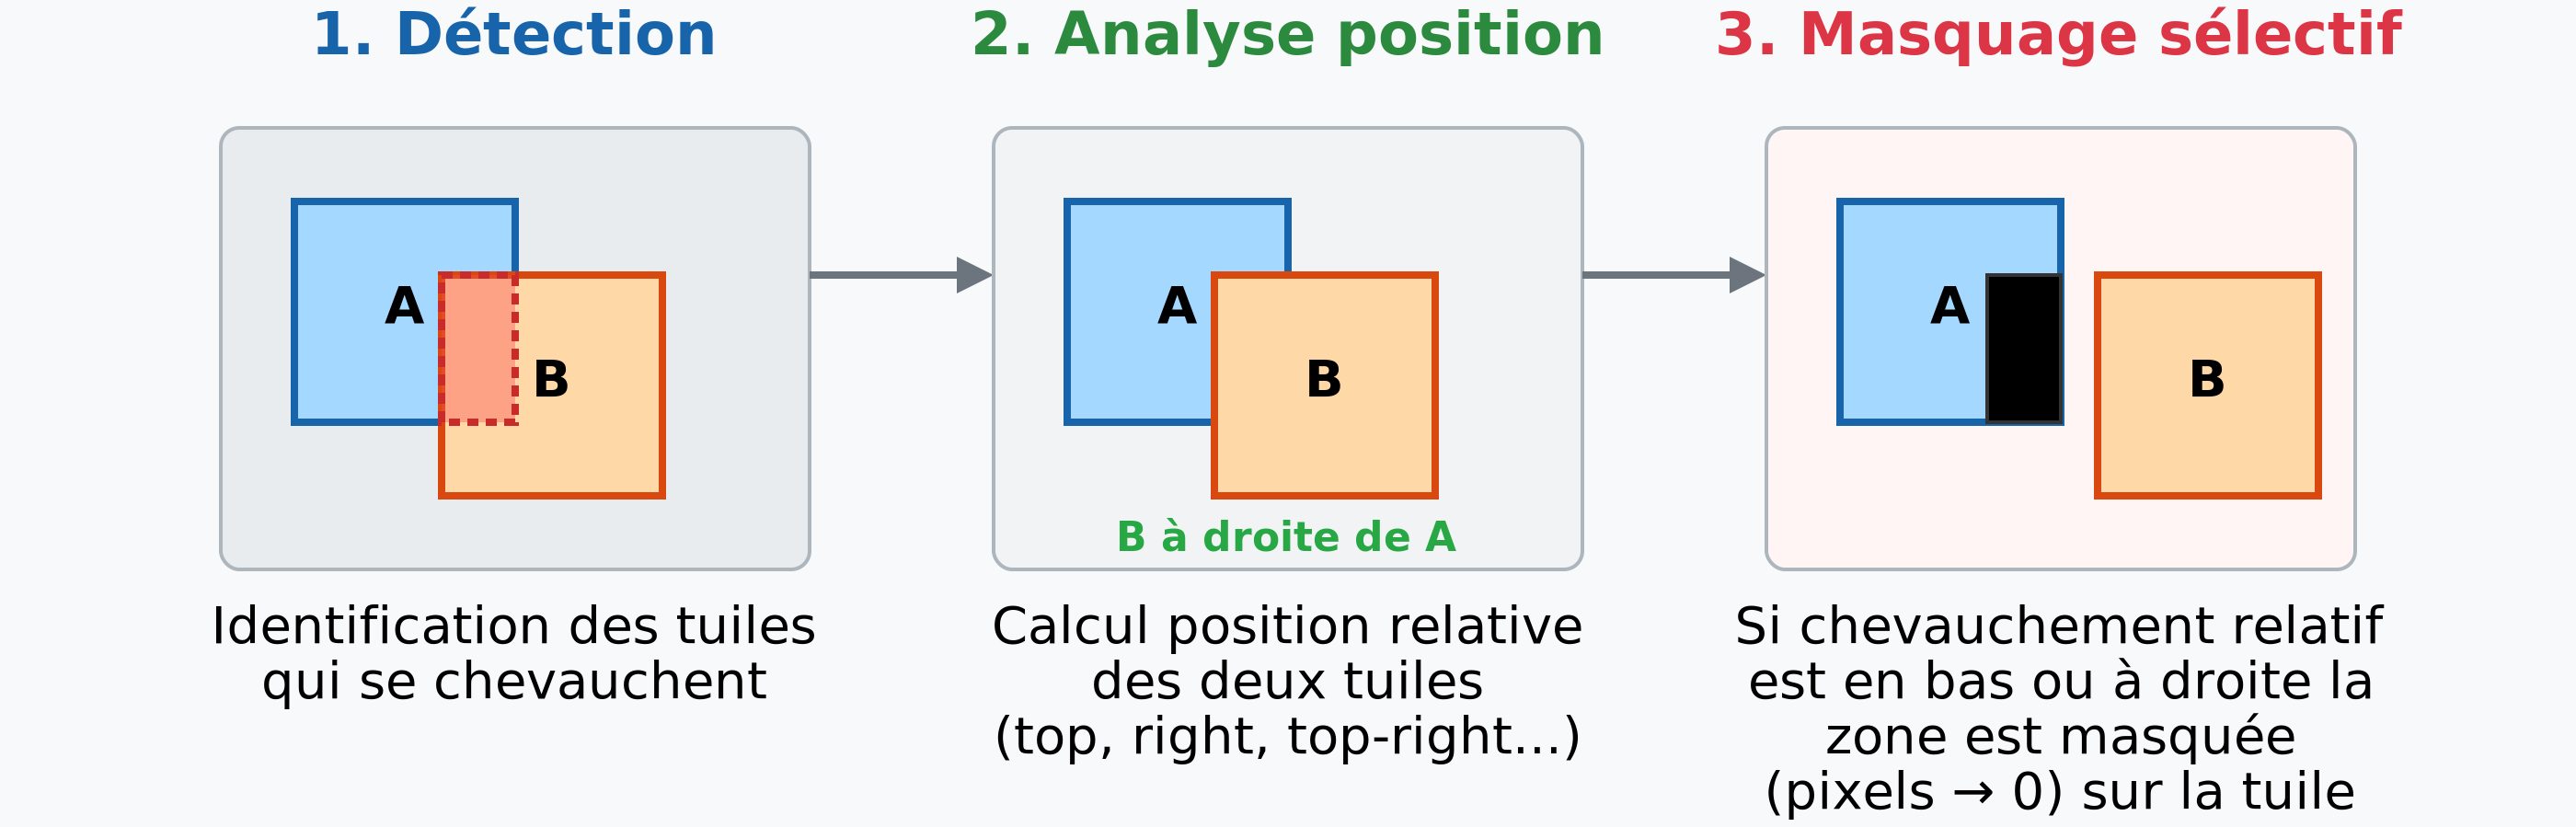 1. Détection
2. Analyse position
3. Masquage sélectif
A
B
A
B
B à droite de A
A
B
Identification des tuiles
qui se chevauchent
Calcul position relative
des deux tuiles
(top, right, top-right...)
Si chevauchement relatif
est en bas ou à droite la
zone est masquée
(pixels → 0) sur la tuile